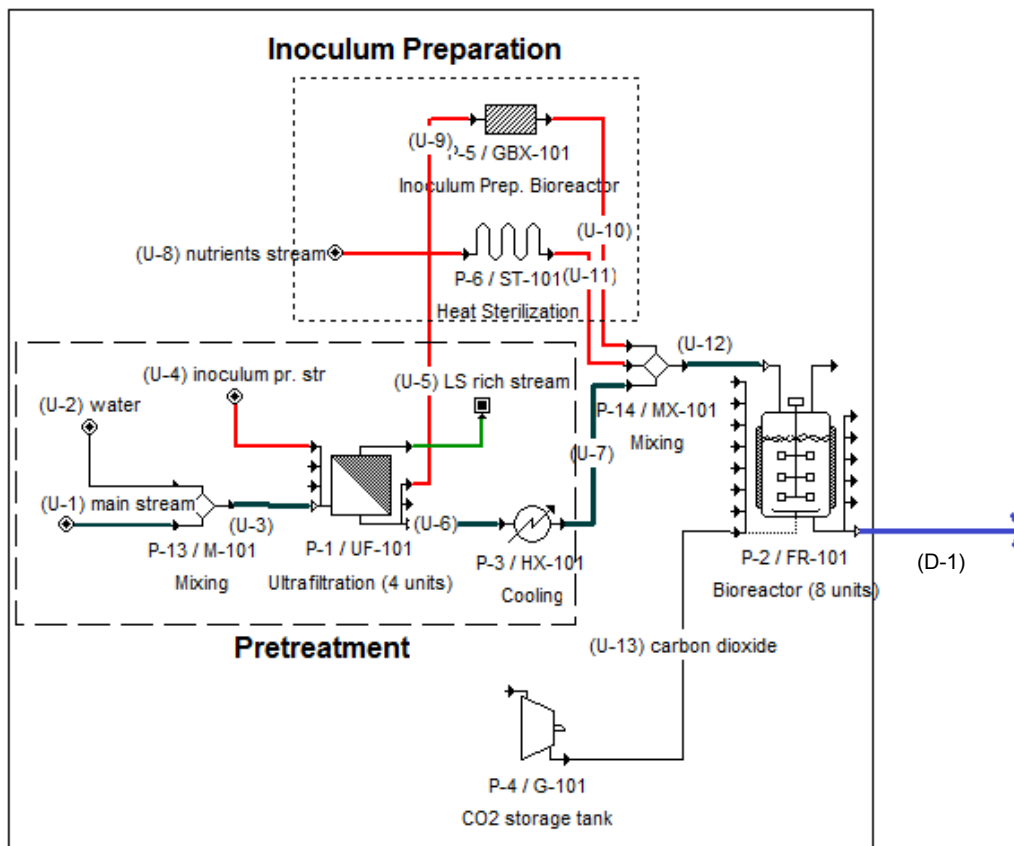 Inoculum Preparation
(U-9)
P-5 / GBX-101
Inoculum Prep. Bioreactor
(U-10)
(U-8) nutrients stream
P-6 / ST-101
(U-11)
Heat Sterilization
(U-12)
(U-4) inoculum pr. str
(U-5) LS rich stream
(U-2) water
P-14 / MX-101
Mixing
(U-7)
(U-1) main stream
(U-3)
(U-6)
P-13 / M-101
Mixing
P-1 / UF-101
Ultrafiltration (4 units)
P-3 / HX-101
Cooling
P-2 / FR-101
Bioreactor (8 units)
(D-1)
Pretreatment
(U-13) carbon dioxide
P-4 / G-101
CO2 storage tank